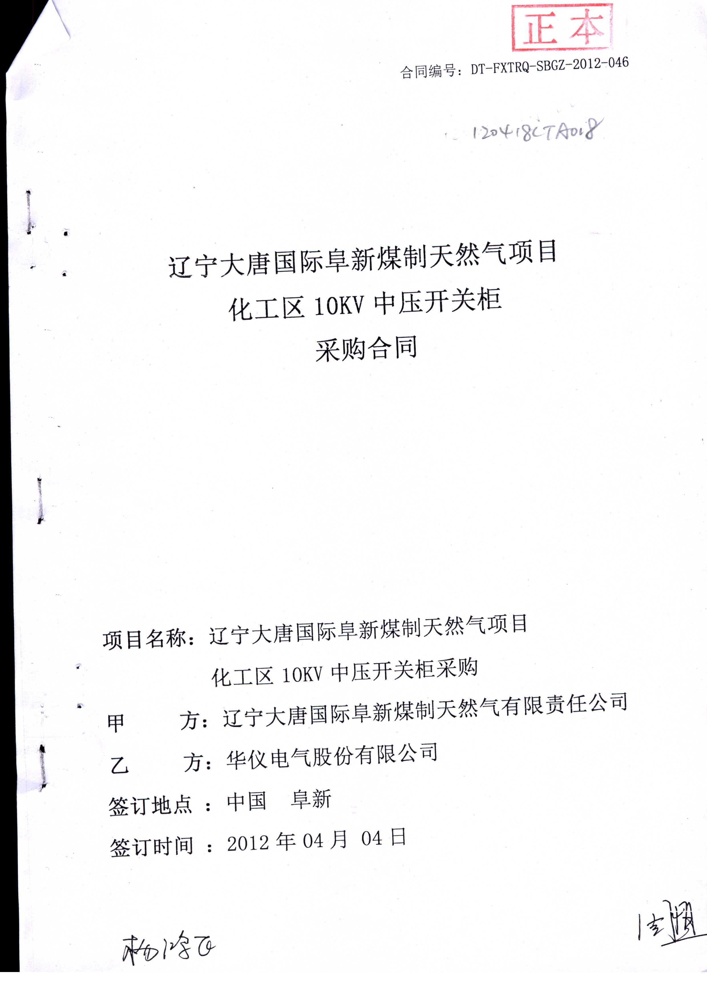 正本
合同编号：DT-FXTRQ-SBGZ-2012-046
120418CTA018
辽宁大唐国际阜新煤制天然气项目
化工区 10KV 中压开关柜
采购合同
项目名称：辽宁大唐国际阜新煤制天然气项目
化工区 10KV 中压开关柜采购
甲 方：辽宁大唐国际阜新煤制天然气有限责任公司
乙 方：华仪电气股份有限公司
签订地点 ：中国 阜新
签订时间 ：2012 年 04 月 04 日